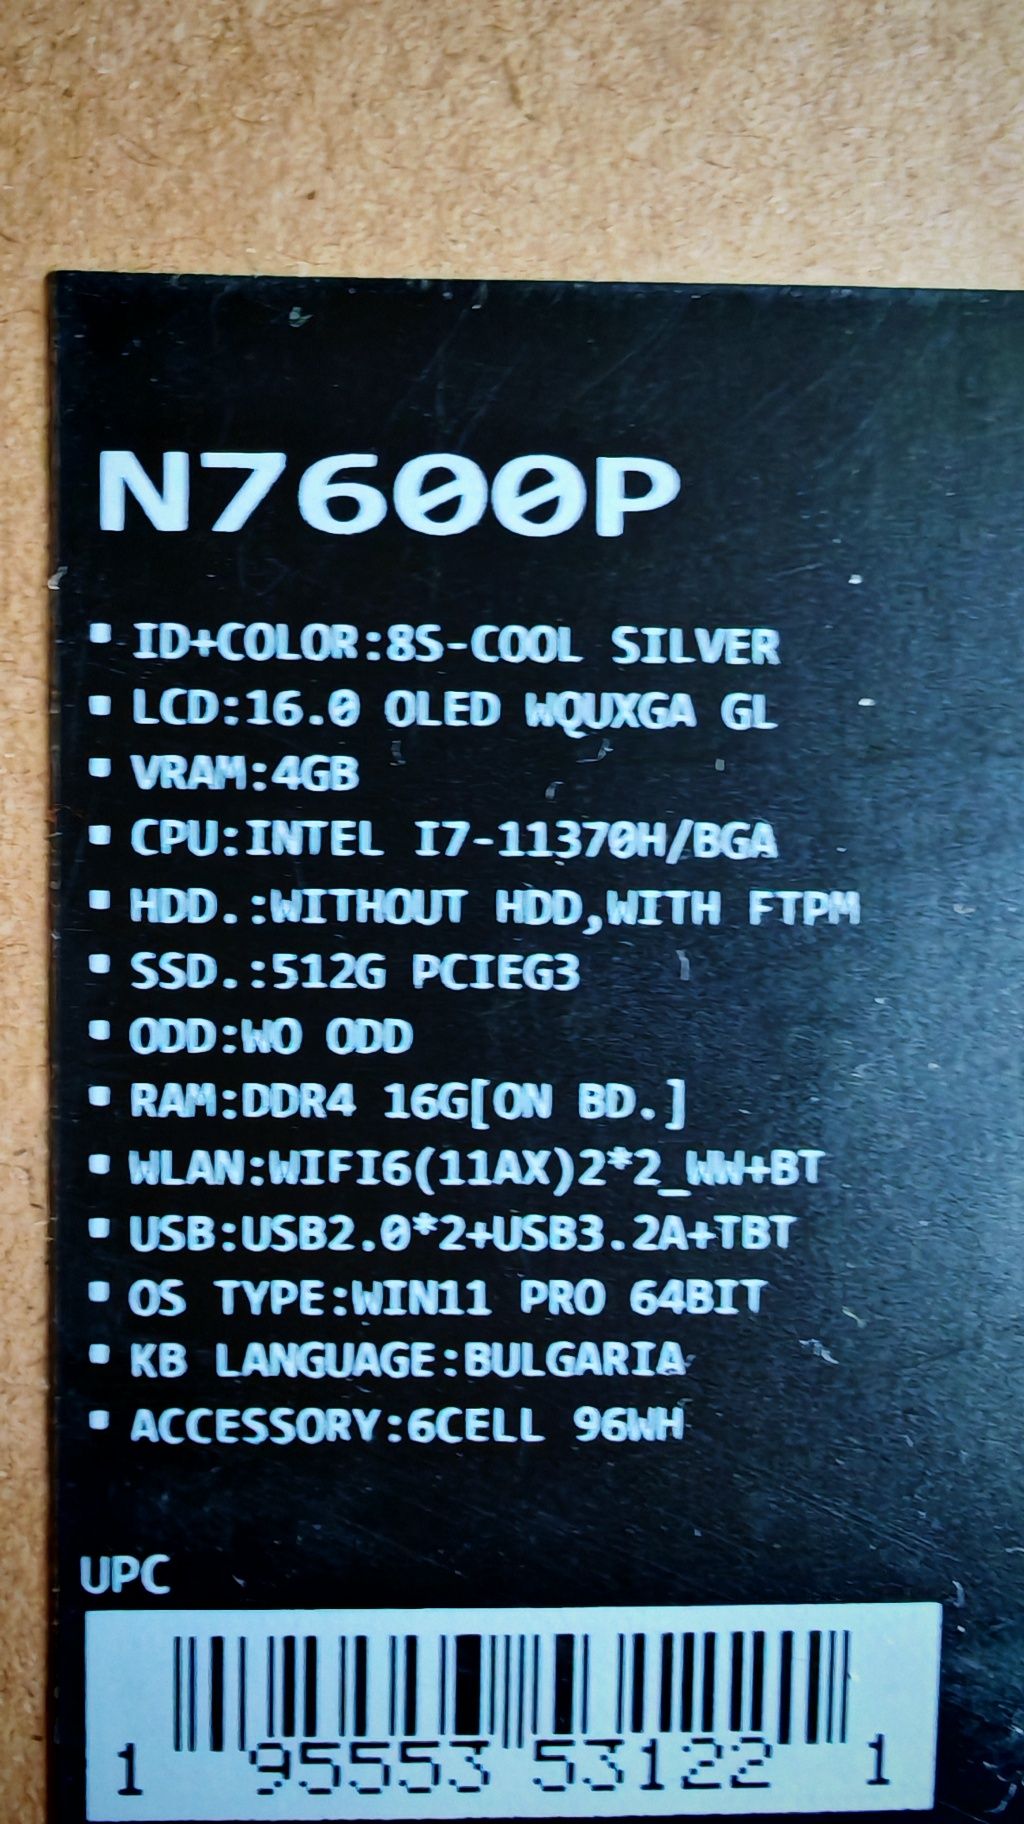 N7600P
▪ ID+COLOR:8S-COOL SILVER
▪ LCD:16.0 OLED WQUXGA GL
▪ VRAM:4GB
▪ CPU:INTEL I7-11370H/BGA
▪ HDD.:WITHOUT HDD,WITH FTPM
▪ SSD.:512G PCIEG3
▪ ODD:WO ODD
▪ RAM:DDR4 16G[ON BD.]
▪ WLAN:WIFI6(11AX)2*2_WW+BT
▪ USB:USB2.0*2+USB3.2A+TBT
▪ OS TYPE:WIN11 PRO 64BIT
▪ KB LANGUAGE:BULGARIA
▪ ACCESSORY:6CELL 96WH
UPC
1 95553 53122 1